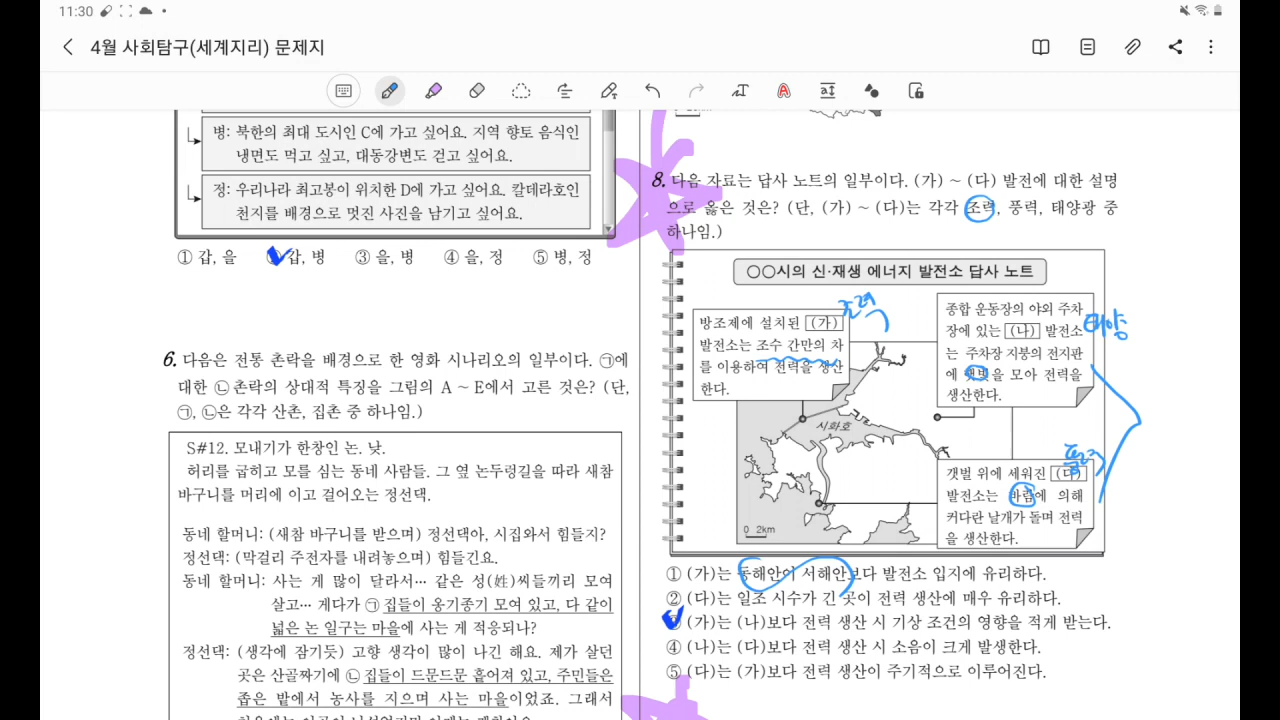 11:30
4월 사회탐구(세계지리) 문제지
병: 북한의 최대 도시인 C에 가고 싶어요. 지역 향토 음식인
냉면도 먹고 싶고, 대동강변도 걷고 싶어요.
정: 우리나라 최고봉이 위치한 D에 가고 싶어요. 칼데라호인
천지를 배경으로 멋진 사진을 남기고 싶어요.
① 갑, 을 ② 갑, 병 ③ 을, 병 ④ 을, 정 ⑤ 병, 정
6. 다음은 전통 촌락을 배경으로 한 영화 시나리오의 일부이다. ㉠에
대한 ㉡ 촌락의 상대적 특징을 그림의 A ~ E에서 고른 것은? (단,
㉠, ㉡은 각각 산촌, 집촌 중 하나임.)
S#12. 모내기가 한창인 논. 낮.
허리를 굽히고 모를 심는 동네 사람들. 그 옆 논두렁길을 따라 새참
바구니를 머리에 이고 걸어오는 정선댁.
동네 할머니: (새참 바구니를 받으며) 정선댁아, 시집와서 힘들지?
정선댁: (막걸리 주전자를 내려놓으며) 힘들긴요.
동네 할머니: 사는 게 많이 달라서… 같은 성(姓)씨들끼리 모여
살고… 게다가 ㉠ 집들이 옹기종기 모여 있고, 다 같이
넓은 논 일구는 마을에 사는 게 적응되나?
정선댁: (생각에 잠기듯) 고향 생각이 많이 나긴 해요. 제가 살던
곳은 산골짜기에 ㉡ 집들이 드문드문 흩어져 있고, 주민들은
좁은 밭에서 농사를 지으며 사는 마을이었죠. 그래서
8. 다음 자료는 답사 노트의 일부이다. (가) ~ (다) 발전에 대한 설명
으로 옳은 것은? (단, (가) ~ (다)는 각각 조력, 풍력, 태양광 중
하나임.)
○○시의 신·재생 에너지 발전소 답사 노트
조력
방조제에 설치된 (가)
발전소는 조수 간만의 차
를 이용하여 전력을 생산
한다.
태양
종합 운동장의 야외 주차
장에 있는 (나) 발전소
는 주차장 지붕의 전지판
에 햇빛을 모아 전력을
생산한다.
시화호
풍력
갯벌 위에 세워진 (다)
발전소는 바람에 의해
커다란 날개가 돌며 전력
을 생산한다.
0 2km
① (가)는 동해안이 서해안보다 발전소 입지에 유리하다.
② (다)는 일조 시수가 긴 곳이 전력 생산에 매우 유리하다.
③ (가)는 (나)보다 전력 생산 시 기상 조건의 영향을 적게 받는다.
④ (나)는 (다)보다 전력 생산 시 소음이 크게 발생한다.
⑤ (다)는 (가)보다 전력 생산이 주기적으로 이루어진다.